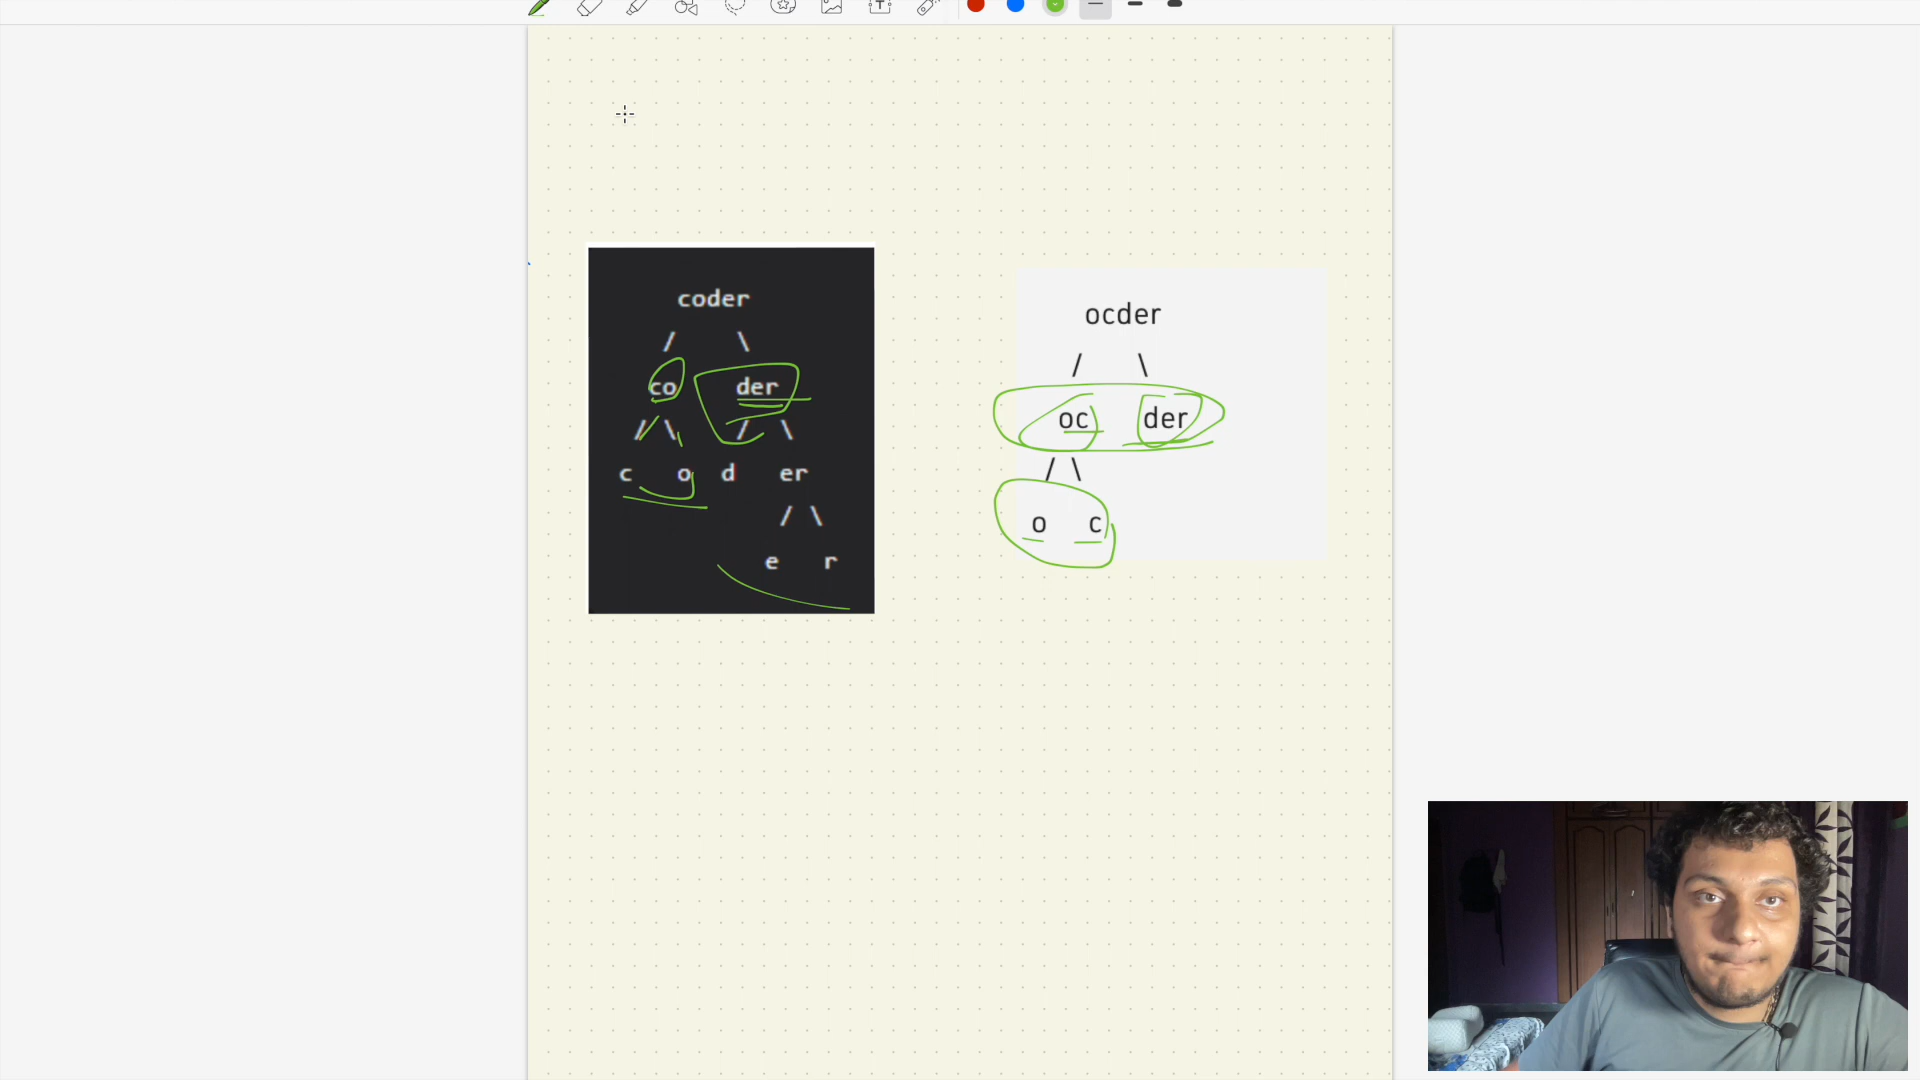 coder
/ \
co der
/ \ / \
c o d er
/ \
e r
ocder
/ \
oc der
/ \
o c